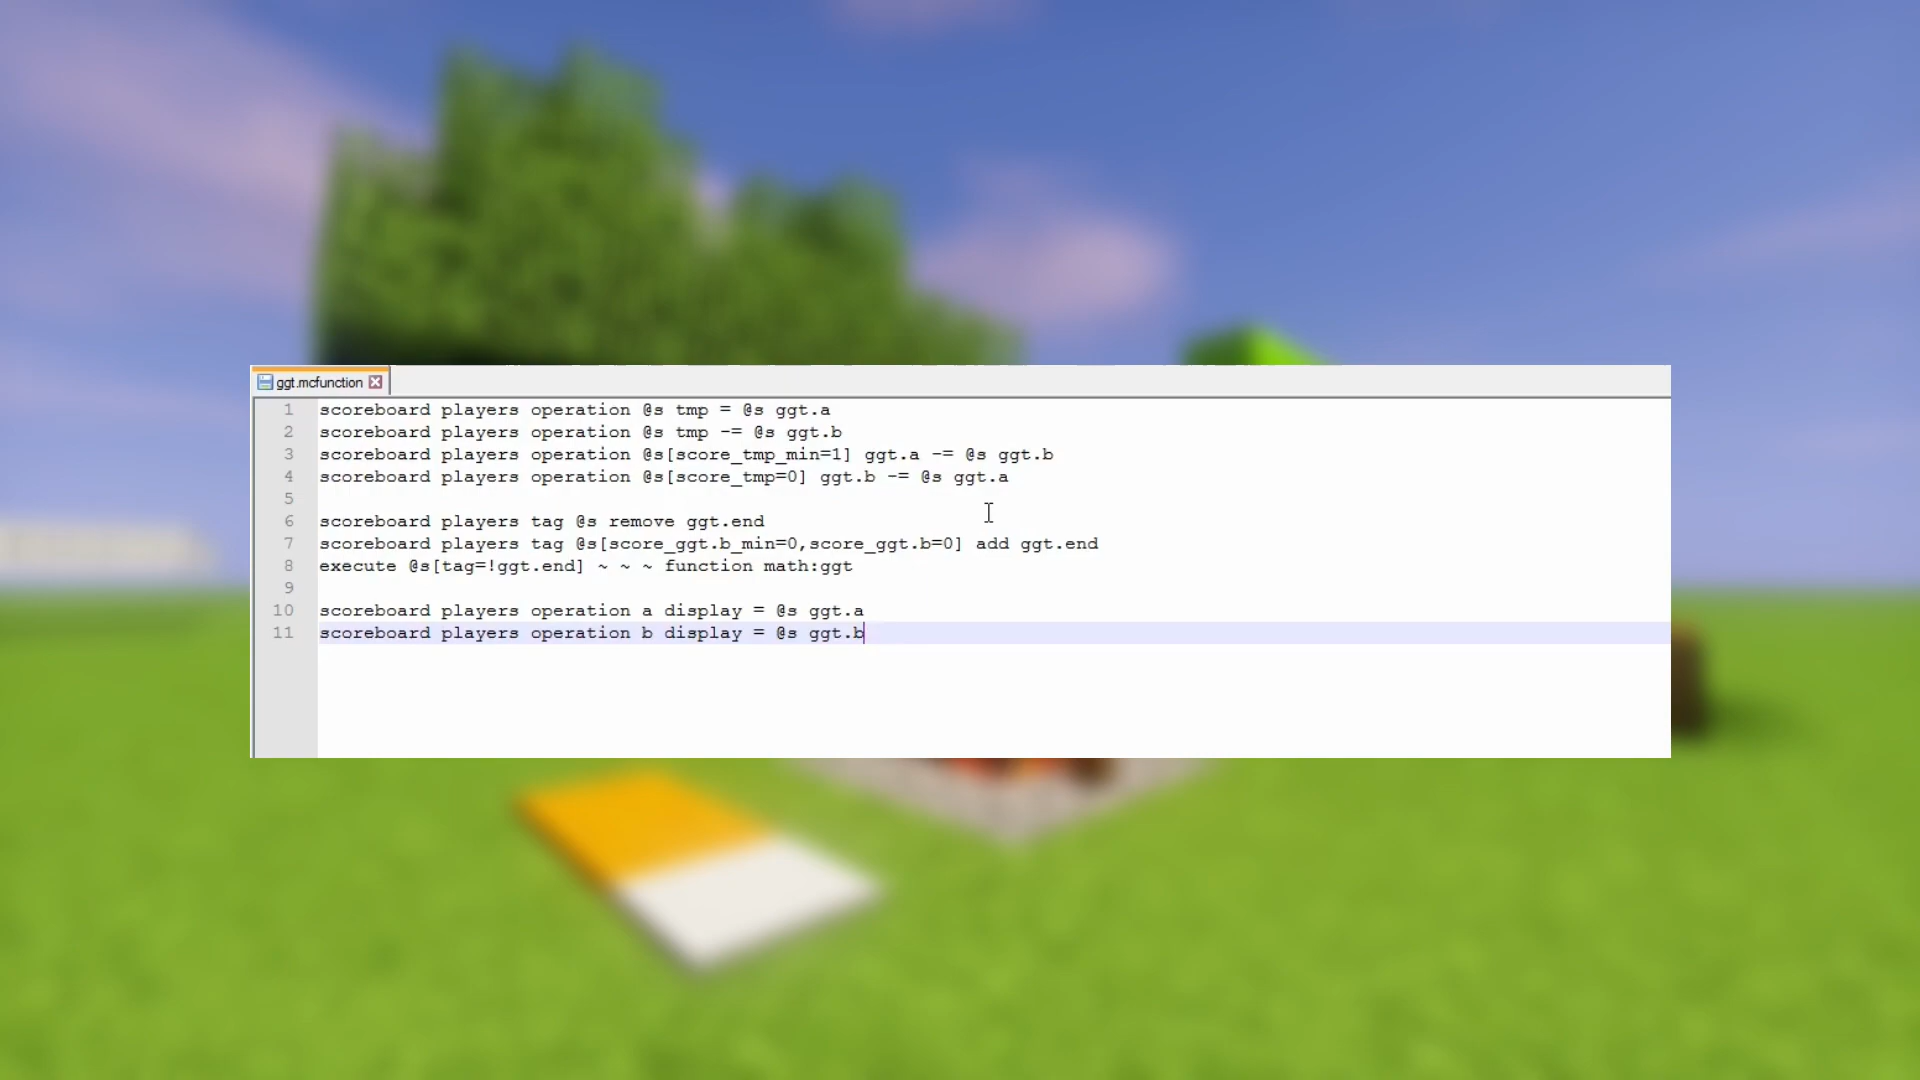 ggt.mcfunction
1 scoreboard players operation @s tmp = @s ggt.a
2 scoreboard players operation @s tmp -= @s ggt.b
3 scoreboard players operation @s[score_tmp_min=1] ggt.a -= @s ggt.b
4 scoreboard players operation @s[score_tmp=0] ggt.b -= @s ggt.a
5
6 scoreboard players tag @s remove ggt.end
7 scoreboard players tag @s[score_ggt.b_min=0,score_ggt.b=0] add ggt.end
8 execute @s[tag=!ggt.end] ~ ~ ~ function math:ggt
9
10 scoreboard players operation a display = @s ggt.a
11 scoreboard players operation b display = @s ggt.b